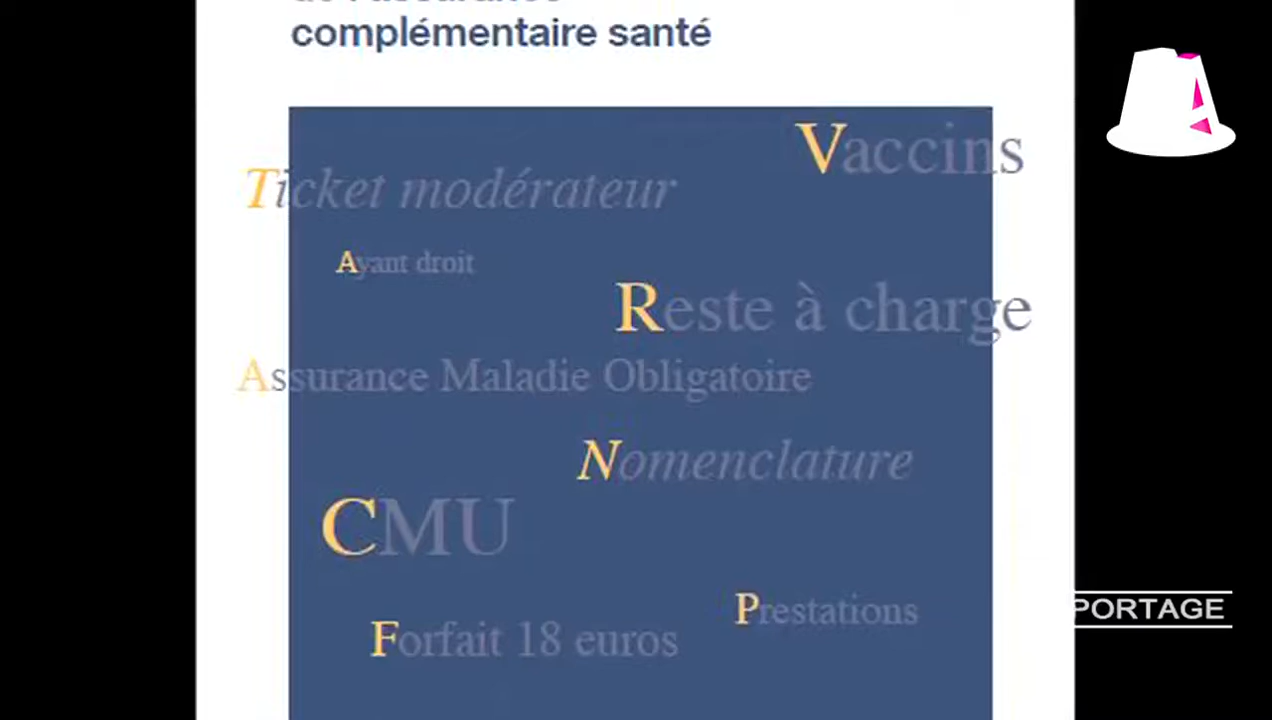 complémentaire santé
Vaccins
Ticket modérateur
Ayant droit
Reste à charge
Assurance Maladie Obligatoire
Nomenclature
CMU
Prestations
PORTAGE
Forfait 18 euros